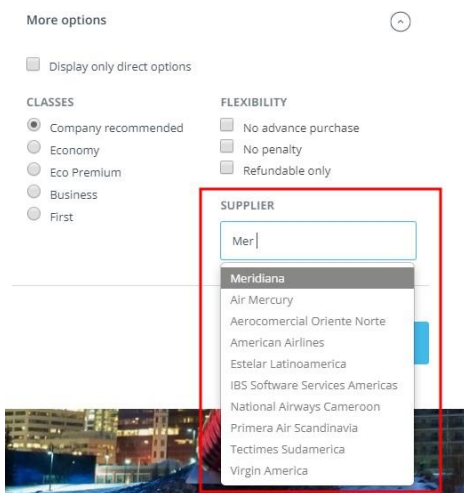 More options
Display only direct options
CLASSES
Company recommended
Economy
Eco Premium
Business
First
FLEXIBILITY
No advance purchase
No penalty
Refundable only
SUPPLIER
Mer
Meridiana
Air Mercury
Aerocomercial Oriente Norte
American Airlines
Estelar Latinoamerica
IBS Software Services Americas
National Airways Cameroon
Primera Air Scandinavia
Tectimes Sudamerica
Virgin America